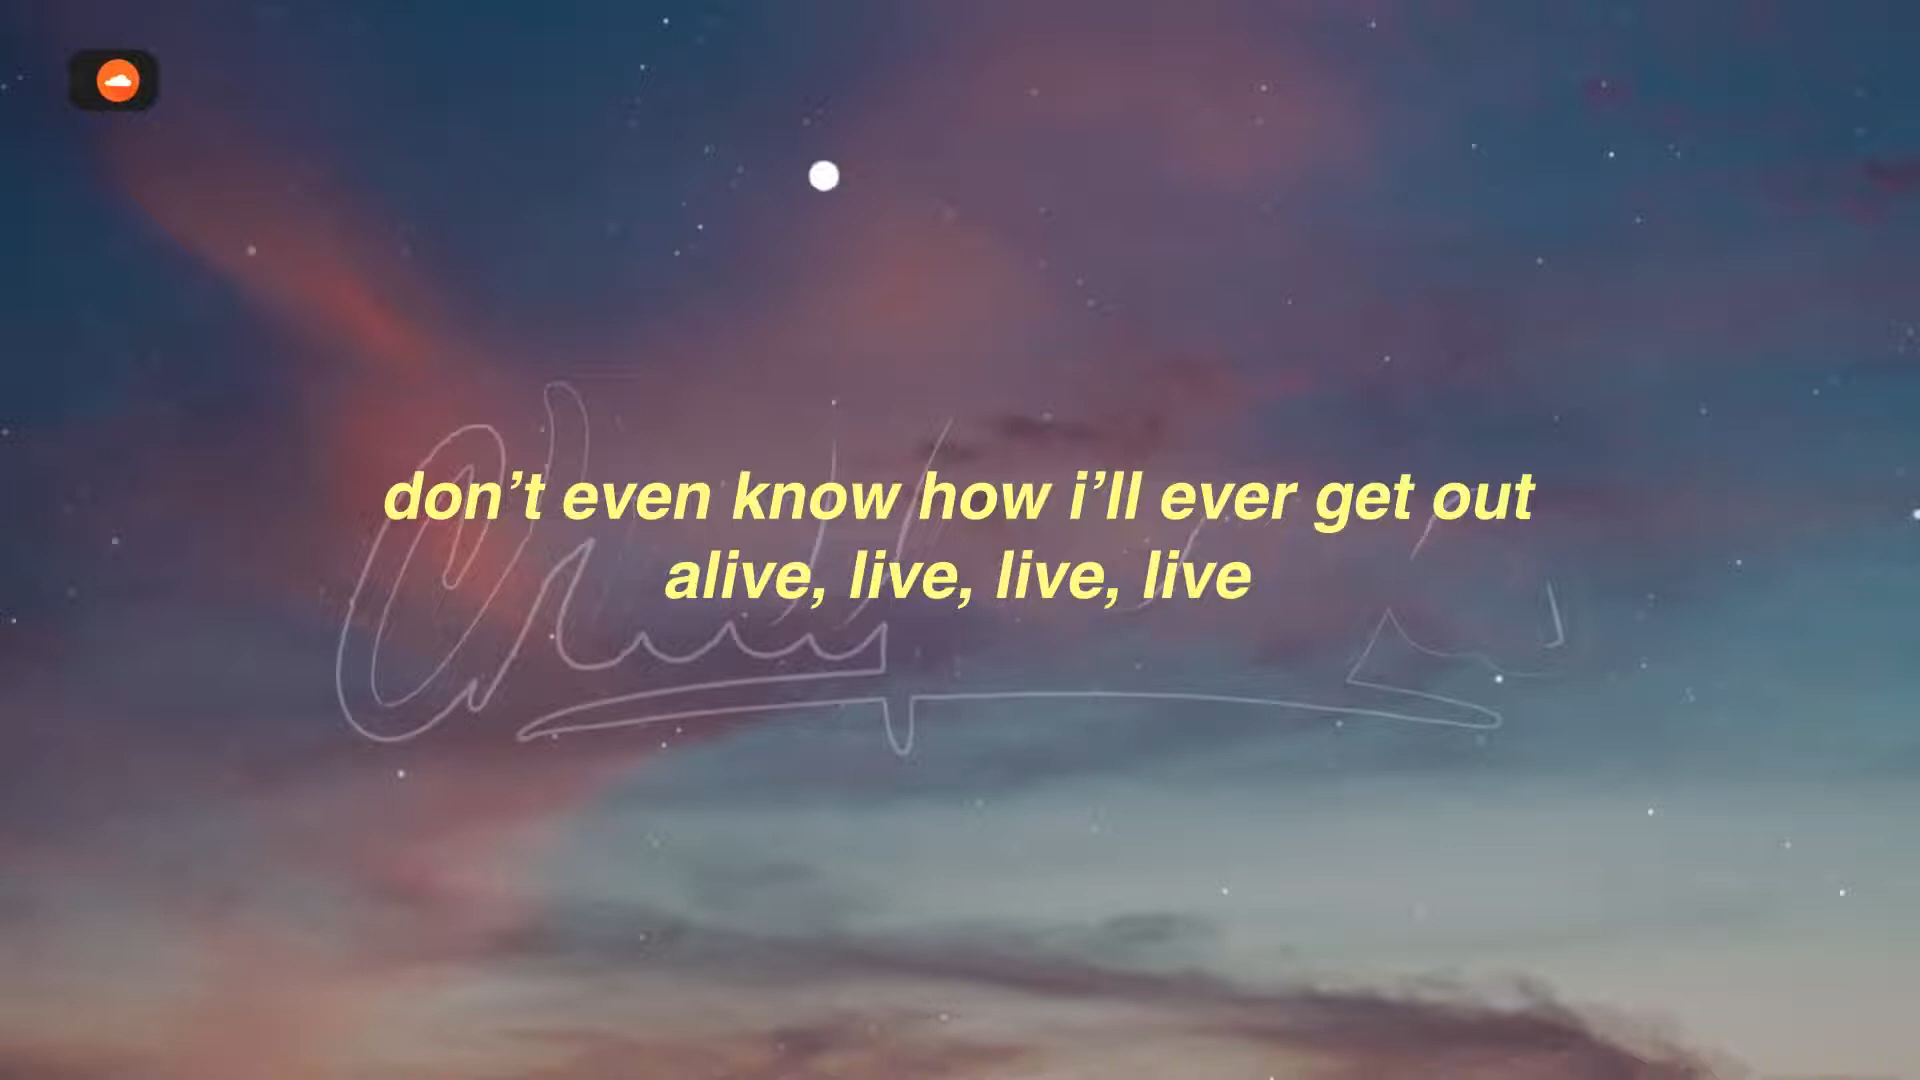 don’t even know how i’ll ever get out
alive, live, live, live